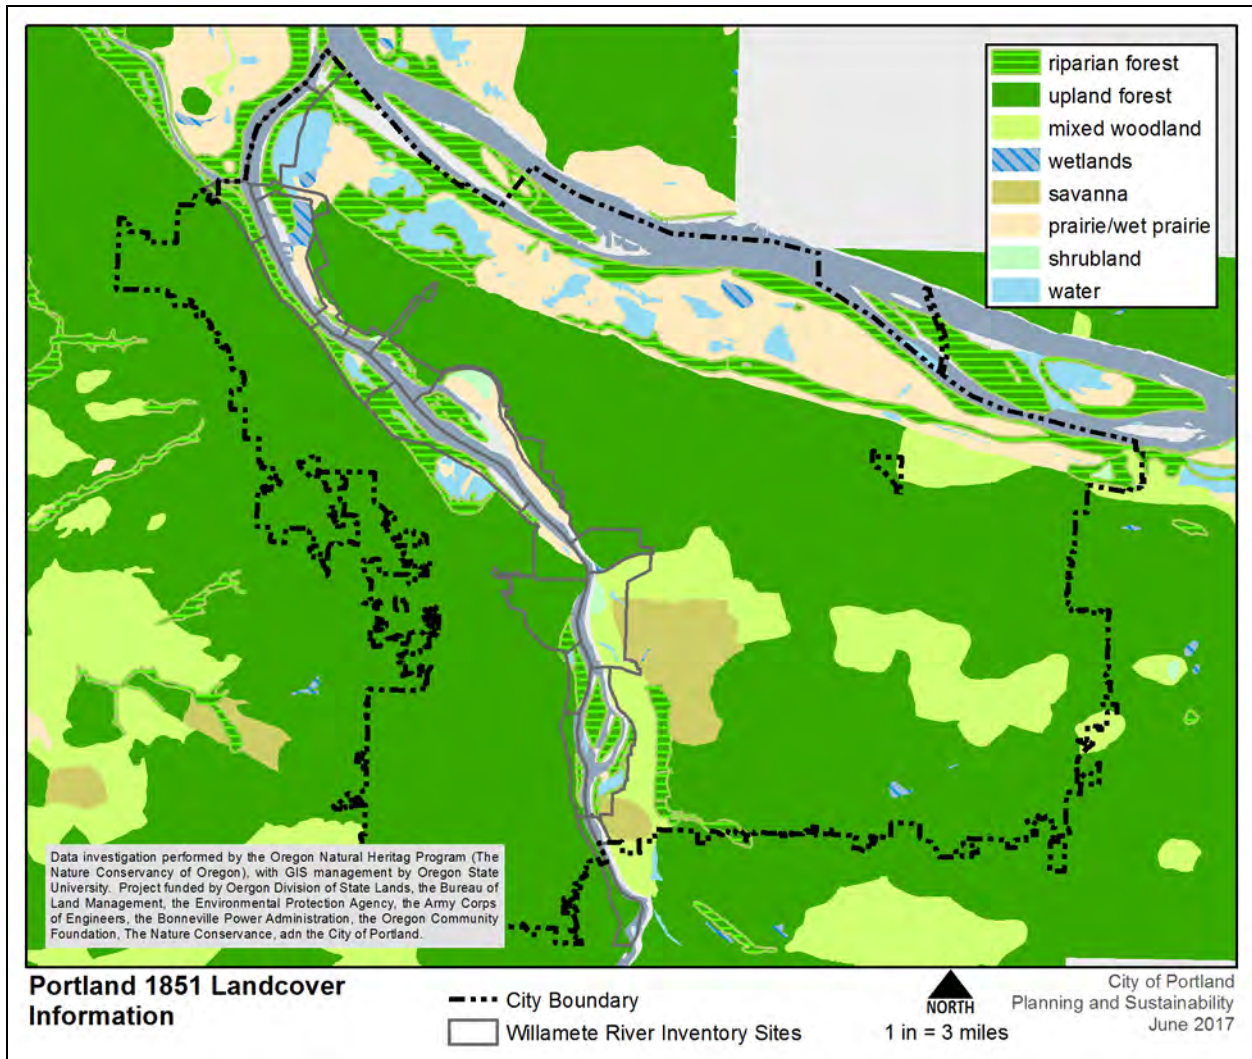 riparian forest
upland forest
mixed woodland
wetlands
savanna
prairie/wet prairie
shrubland
water
Data investigation performed by the Oregon Natural Heritag Program (The
Nature Conservancy of Oregon), with GIS management by Oregon State
University. Project funded by Oergon Division of State Lands, the Bureau of
Land Management, the Environmental Protection Agency, the Army Corps
of Engineers, the Bonneville Power Administration, the Oregon Community
Foundation, The Nature Conservance, adn the City of Portland.
Portland 1851 Landcover
Information
City Boundary
Willamete River Inventory Sites
NORTH
1 in = 3 miles
City of Portland
Planning and Sustainability
June 2017